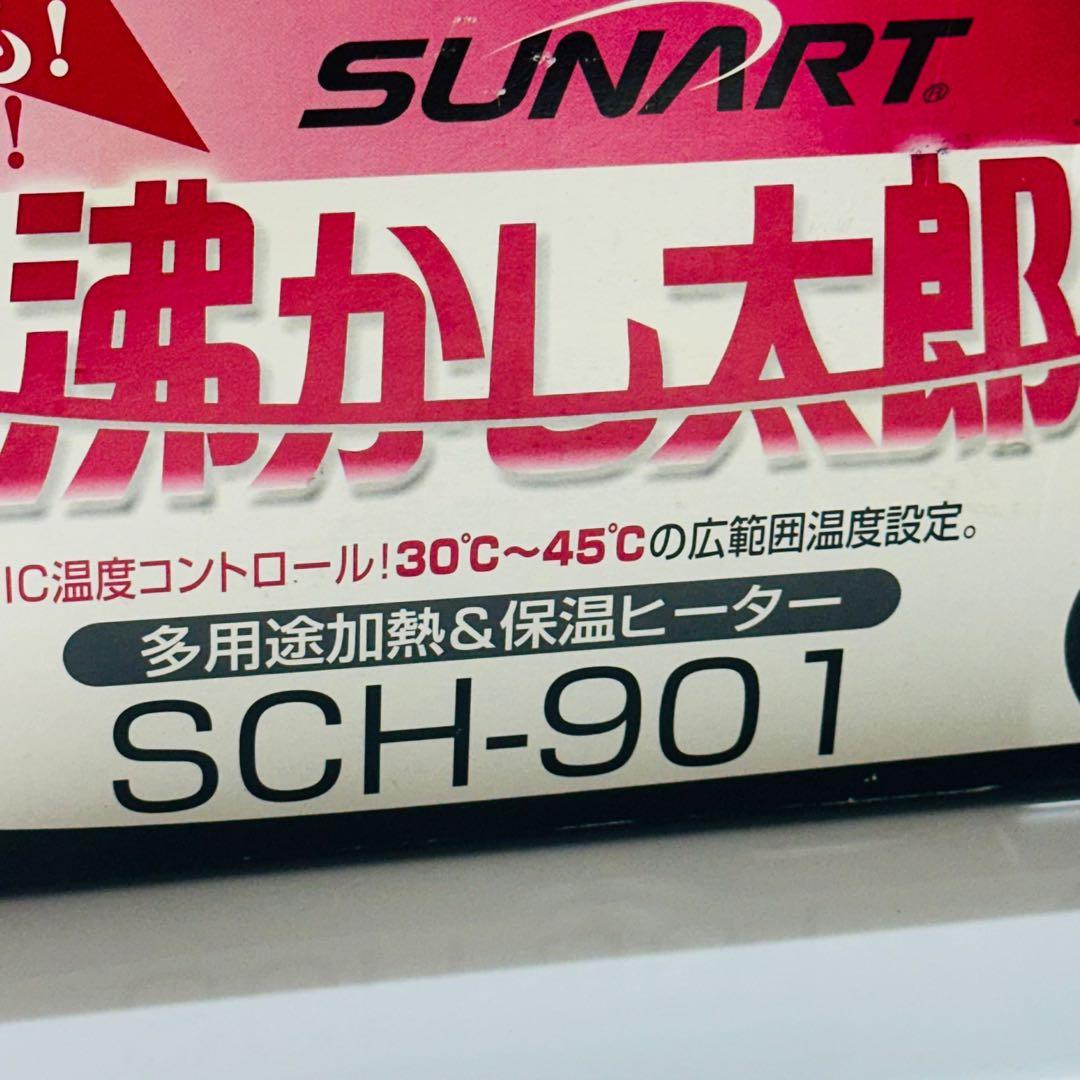 !
!
SUNART®
沸かし太郎
IC温度コントロール!30℃〜45℃の広範囲温度設定。
多用途加熱&保温ヒーター
SCH-901